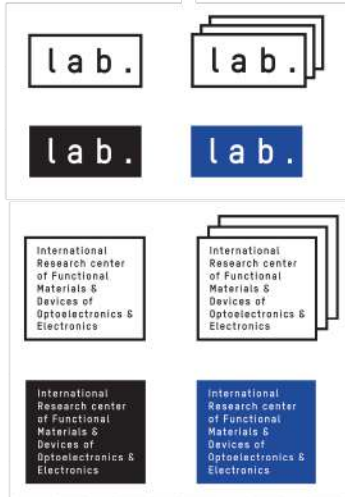 lab.
lab.
lab.
lab.
International
Research center
of Functional
Materials &
Devices of
Optoelectronics &
Electronics
International
Research center
of Functional
Materials &
Devices of
Optoelectronics &
Electronics
International
Research center
of Functional
Materials &
Devices of
Optoelectronics &
Electronics
International
Research center
of Functional
Materials &
Devices of
Optoelectronics &
Electronics